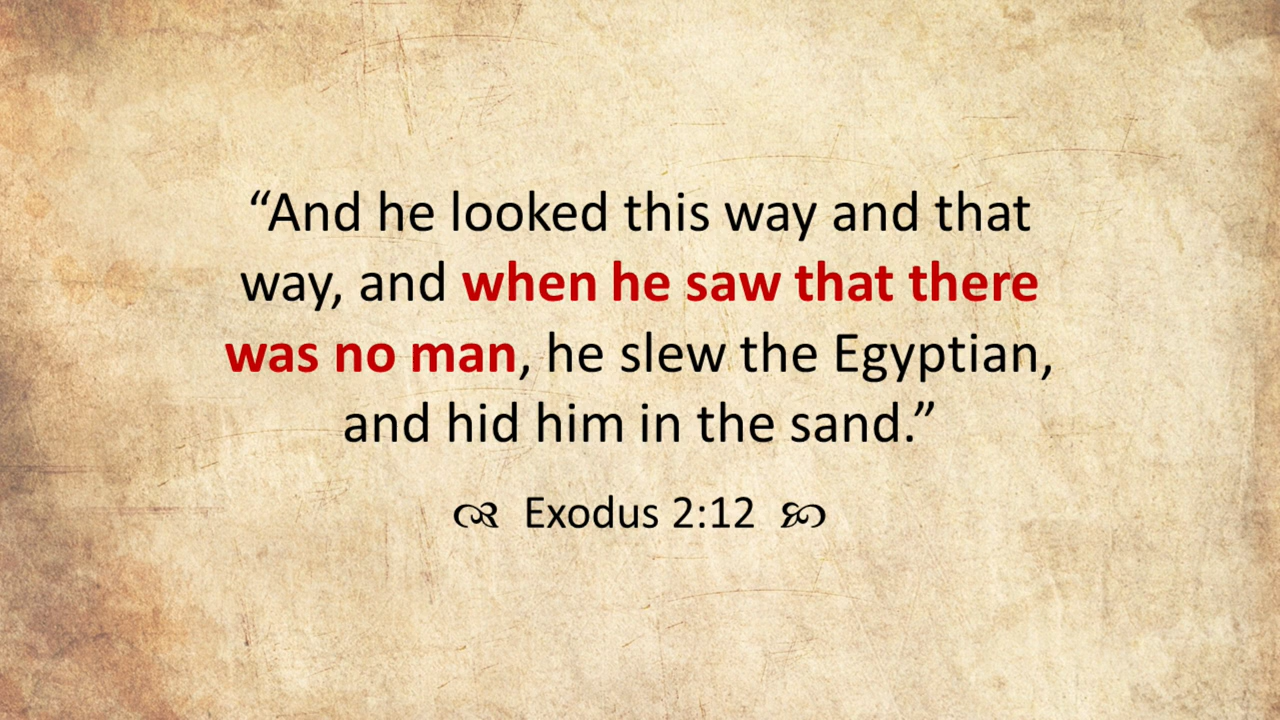 “And he looked this way and that
way, and when he saw that there
was no man, he slew the Egyptian,
and hid him in the sand.”
Exodus 2:12